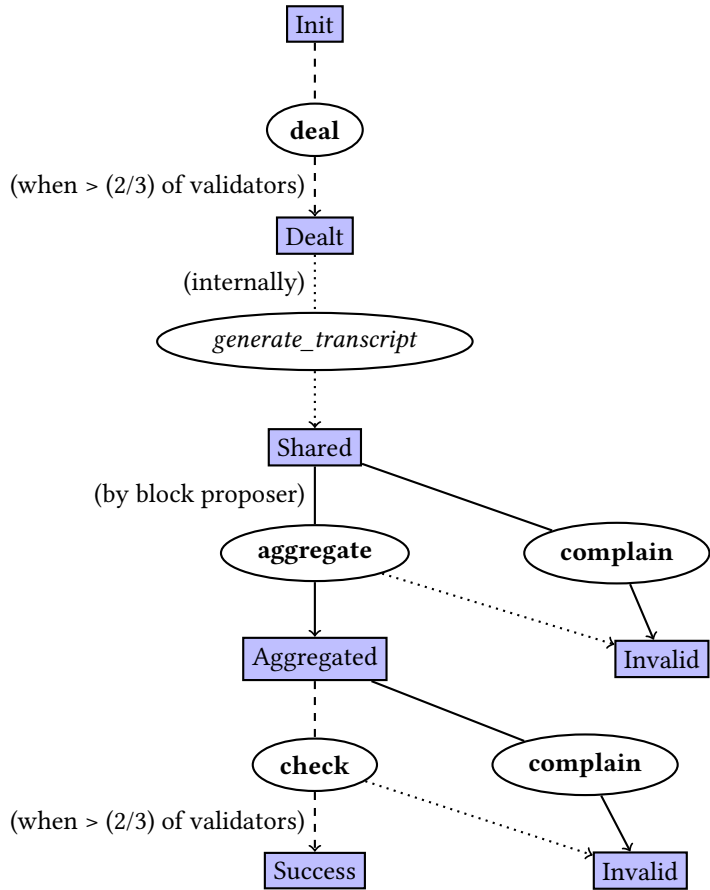 Init
deal
(when > (2/3) of validators)
Dealt
(internally)
generate_transcript
Shared
(by block proposer)
aggregate
complain
Aggregated
Invalid
check
complain
(when > (2/3) of validators)
Success
Invalid